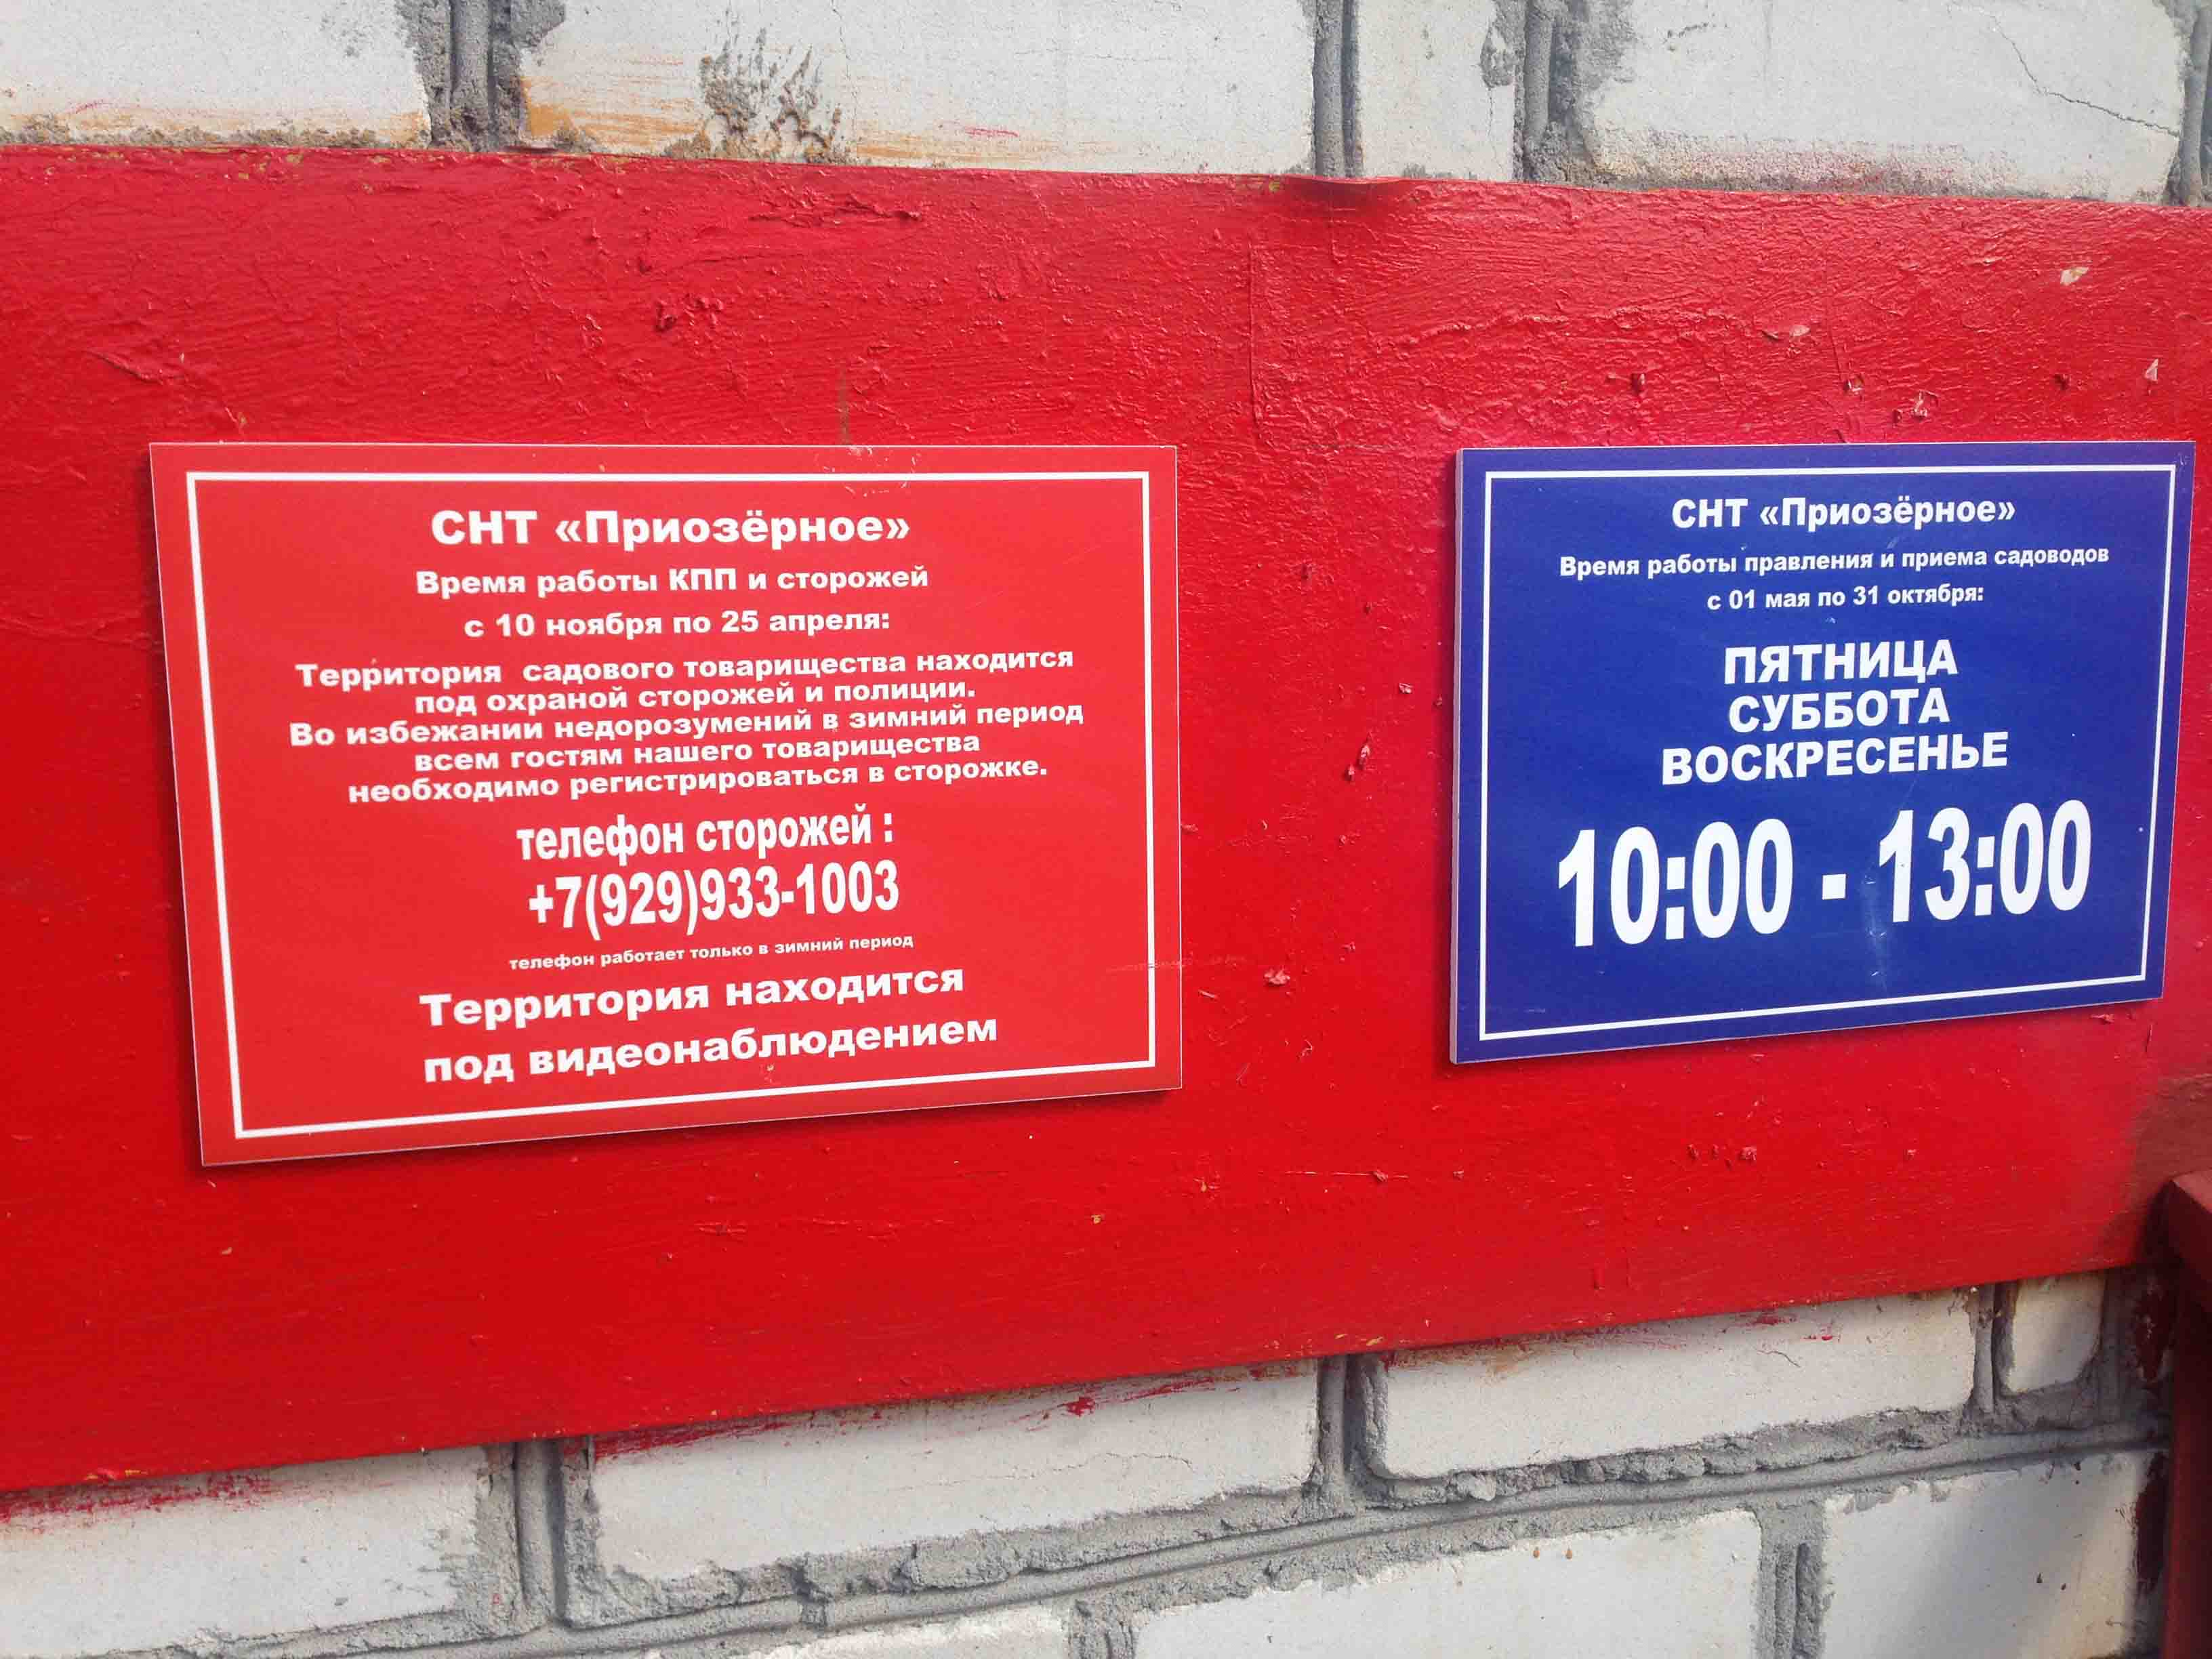 СНТ «Приозёрное»
Время работы КПП и сторожей
с 10 ноября по 25 апреля:
Территория садового товарищества находится
под охраной сторожей и полиции.
Во избежании недорозумений в зимний период
всем гостям нашего товарищества
необходимо регистрироваться в сторожке.
телефон сторожей :
+7(929)933-1003
телефон работает только в зимний период
Территория находится
под видеонаблюдением
СНТ «Приозёрное»
Время работы правления и приема садоводов
с 01 мая по 31 октября:
ПЯТНИЦА
СУББОТА
ВОСКРЕСЕНЬЕ
10:00 - 13:00